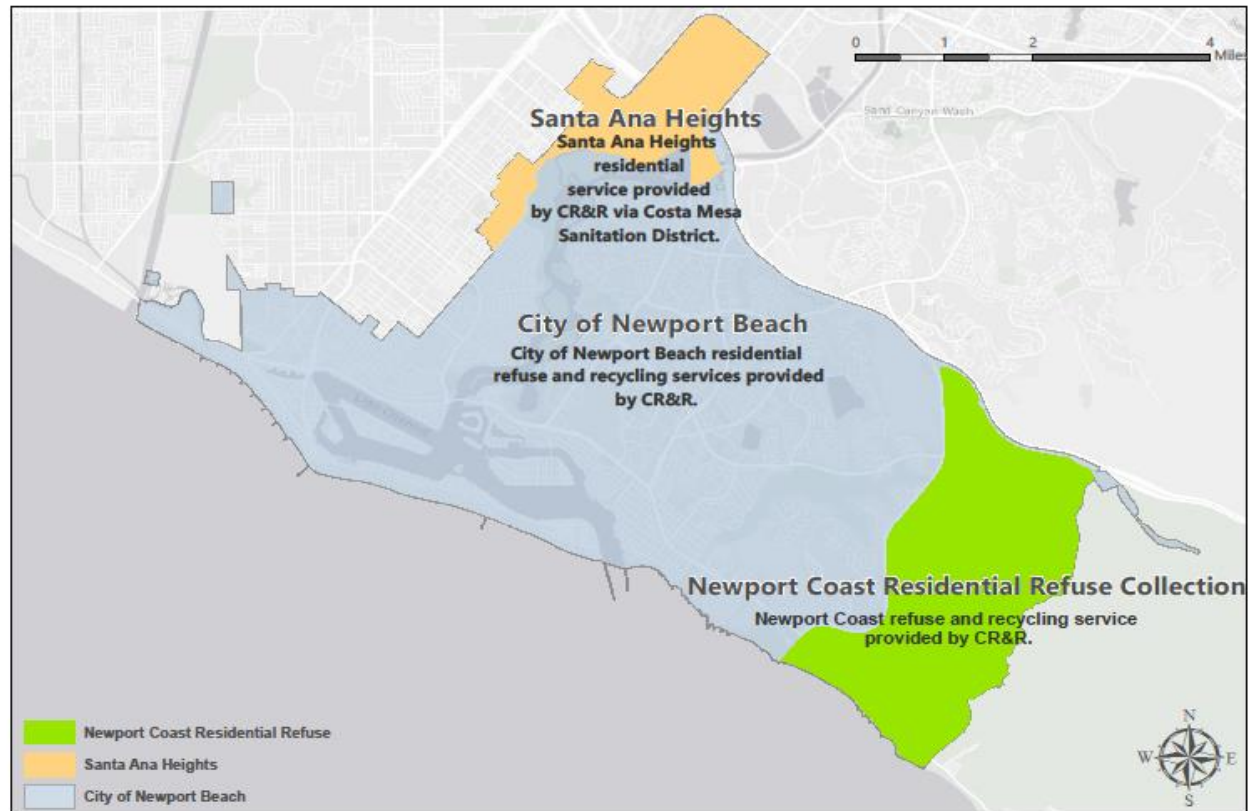 0 1 2 4
Miles
Sand Canyon Wash
Santa Ana Heights
Santa Ana Heights
residential
service provided
by CR&R via Costa Mesa
Sanitation District.
City of Newport Beach
City of Newport Beach residential
refuse and recycling services provided
by CR&R.
Newport Coast Residential Refuse Collection
Newport Coast refuse and recycling service
provided by CR&R.
Newport Coast Residential Refuse
Santa Ana Heights
City of Newport Beach
N
W E
S